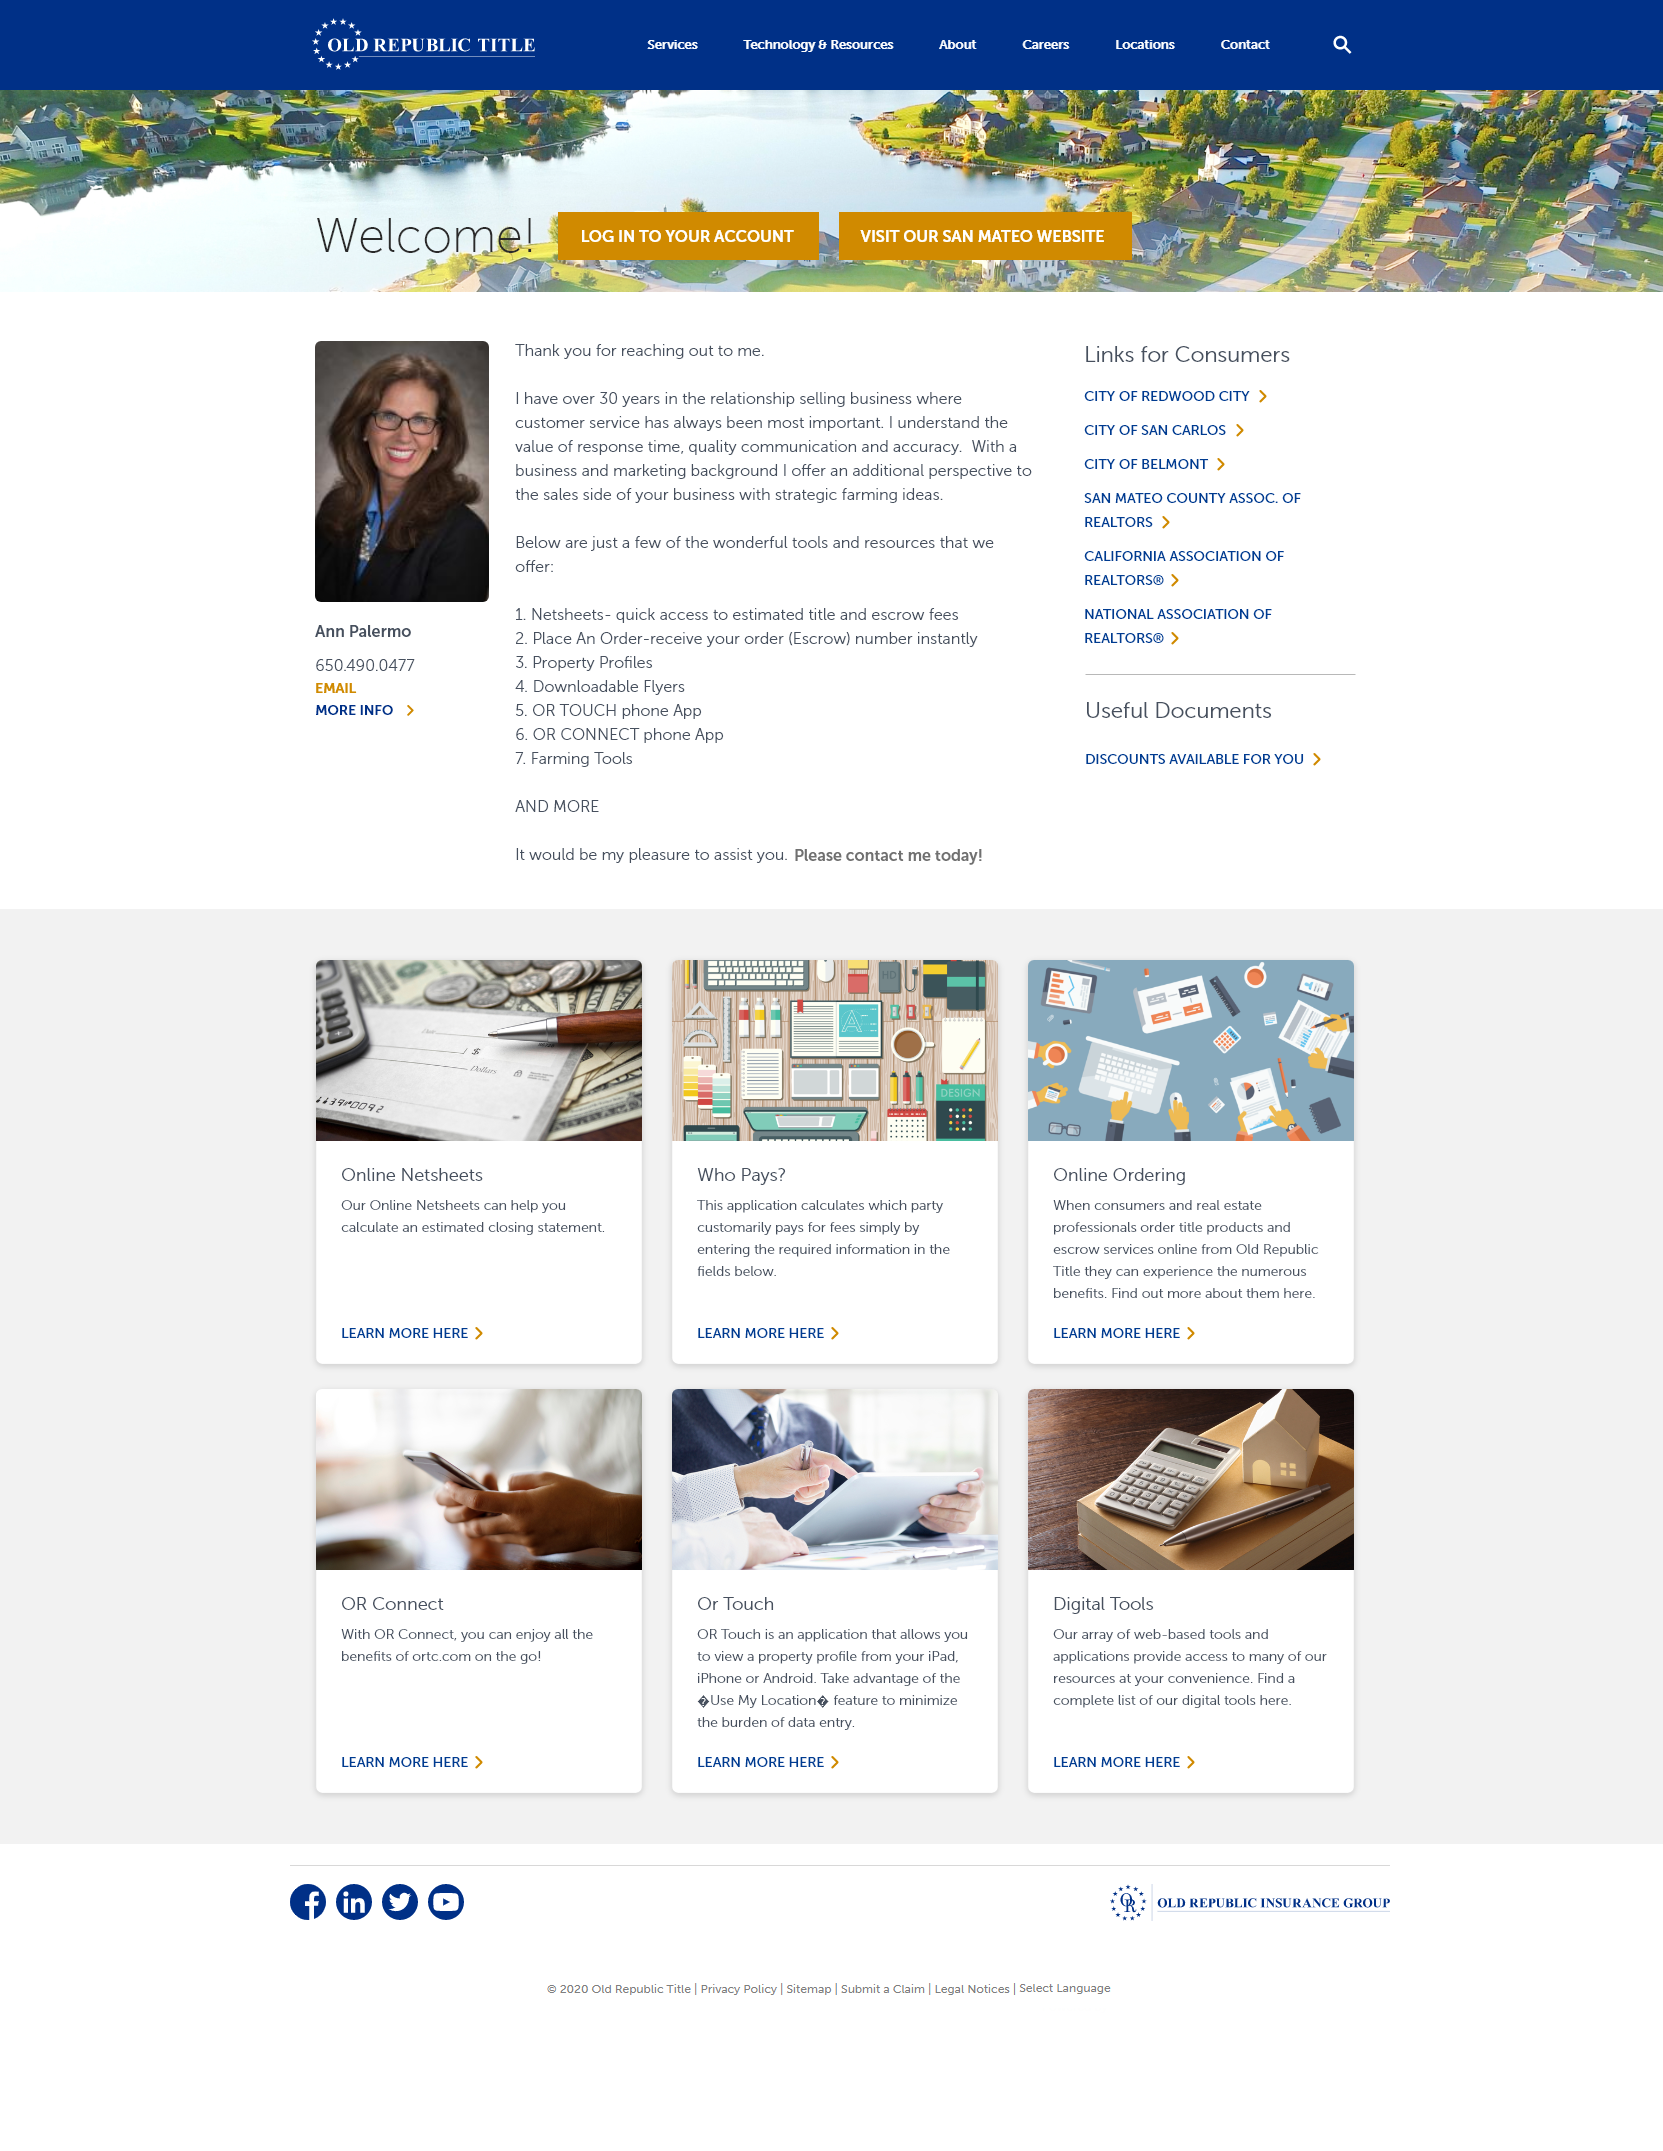 OLD REPUBLIC TITLE
Services Technology & Resources About Careers Locations Contact
Welcome!
LOG IN TO YOUR ACCOUNT
VISIT OUR SAN MATEO WEBSITE
Ann Palermo
650.490.0477
EMAIL
MORE INFO
Thank you for reaching out to me.
I have over 30 years in the relationship selling business where
customer service has always been most important. I understand the
value of response time, quality communication and accuracy.  With a
business and marketing background I offer an additional perspective to
the sales side of your business with strategic farming ideas.
Below are just a few of the wonderful tools and resources that we
offer:
1. Netsheets- quick access to estimated title and escrow fees
2. Place An Order-receive your order (Escrow) number instantly
3. Property Profiles
4. Downloadable Flyers
5. OR TOUCH phone App
6. OR CONNECT phone App
7. Farming Tools
AND MORE
It would be my pleasure to assist you. Please contact me today!
Links for Consumers
CITY OF REDWOOD CITY
CITY OF SAN CARLOS
CITY OF BELMONT
SAN MATEO COUNTY ASSOC. OF
REALTORS
CALIFORNIA ASSOCIATION OF
REALTORS®
NATIONAL ASSOCIATION OF
REALTORS®
Useful Documents
DISCOUNTS AVAILABLE FOR YOU
Date
$
Dollars
HD
A
DESIGN
Online Netsheets
Our Online Netsheets can help you
calculate an estimated closing statement.
LEARN MORE HERE
Who Pays?
This application calculates which party
customarily pays for fees simply by
entering the required information in the
fields below.
LEARN MORE HERE
Online Ordering
When consumers and real estate
professionals order title products and
escrow services online from Old Republic
Title they can experience the numerous
benefits. Find out more about them here.
LEARN MORE HERE
OR Connect
With OR Connect, you can enjoy all the
benefits of ortc.com on the go!
LEARN MORE HERE
Or Touch
OR Touch is an application that allows you
to view a property profile from your iPad,
iPhone or Android. Take advantage of the
�Use My Location� feature to minimize
the burden of data entry.
LEARN MORE HERE
Digital Tools
Our array of web-based tools and
applications provide access to many of our
resources at your convenience. Find a
complete list of our digital tools here.
LEARN MORE HERE
OR OLD REPUBLIC INSURANCE GROUP
© 2020 Old Republic Title | Privacy Policy | Sitemap | Submit a Claim | Legal Notices | Select Language